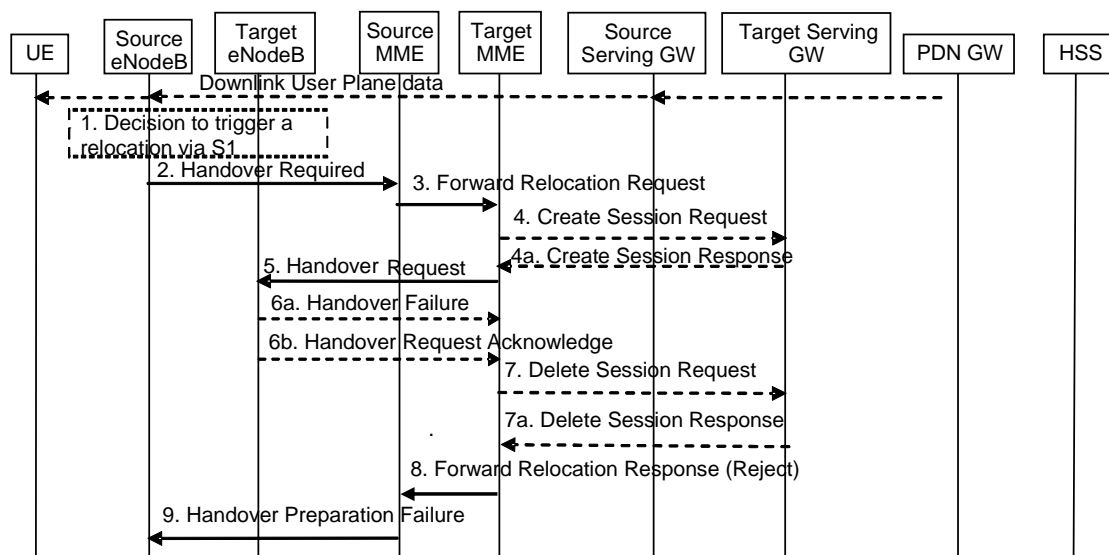 UE
Source
eNodeB
Target
eNodeB
Source
MME
Target
MME
Source
Serving GW
Target Serving
GW
PDN GW
HSS
Downlink User Plane data
1. Decision to trigger a
relocation via S1
2. Handover Required
3. Forward Relocation Request
4. Create Session Request
4a. Create Session Response
5. Handover Request
6a. Handover Failure
6b. Handover Request Acknowledge
7. Delete Session Request
7a. Delete Session Response
.
8. Forward Relocation Response (Reject)
9. Handover Preparation Failure